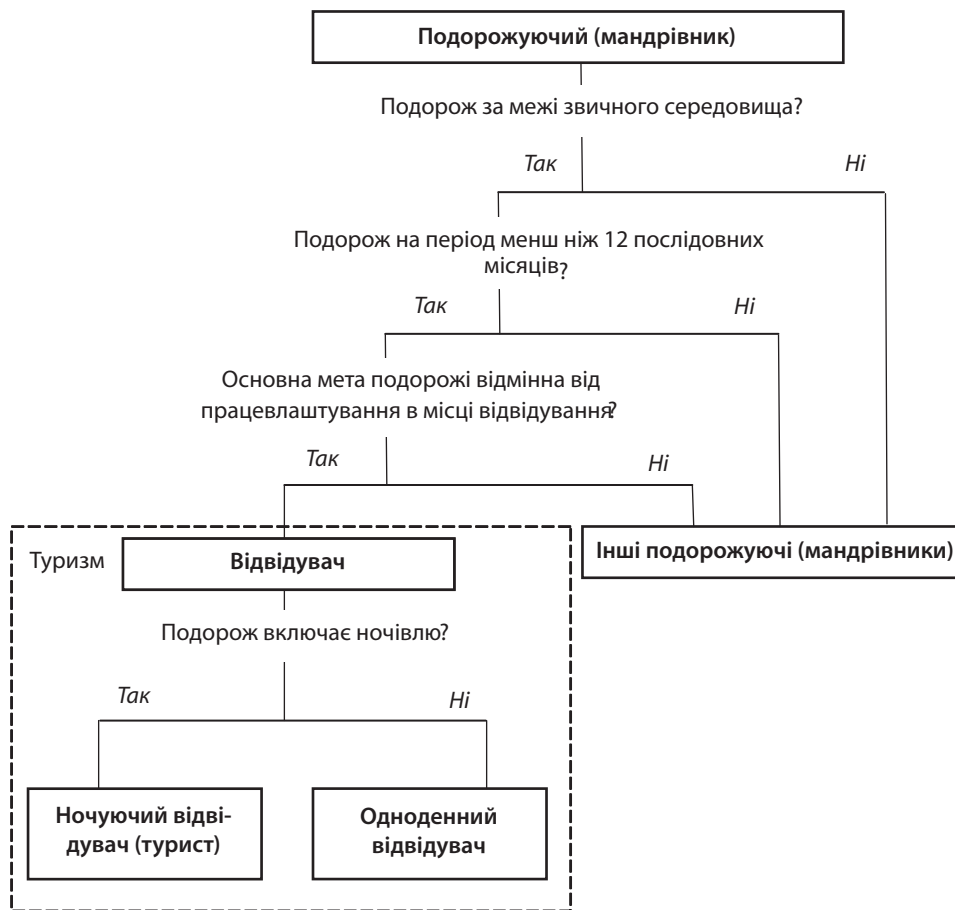 Подорожуючий (мандрівник)
Подорож за межі звичного середовища?
Так
Ні
Подорож на період менш ніж 12 послідовних
місяців?
Так
Ні
Основна мета подорожі відмінна від
працевлаштування в місці відвідування?
Так
Ні
Туризм
Відвідувач
Інші подорожуючі (мандрівники)
Подорож включає ночівлю?
Так
Ні
Ночуючий відві-
дувач (турист)
Одноденний
відвідувач